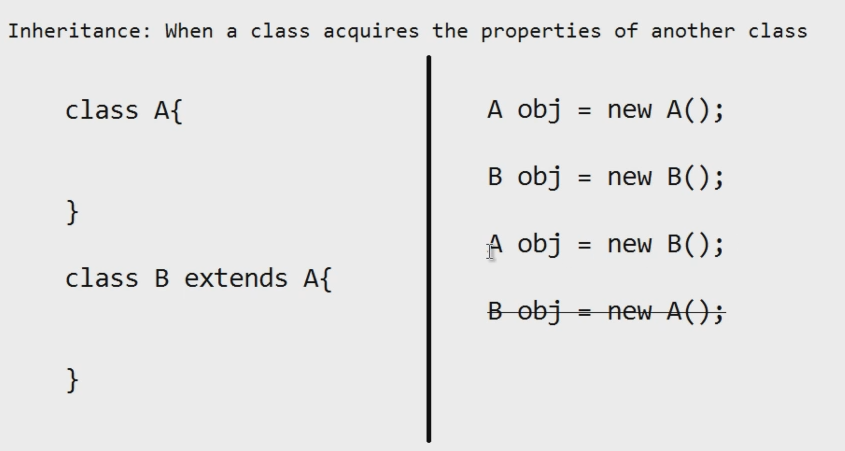 Inheritance: When a class acquires the properties of another class
class A{
}
class B extends A{
}
A obj = new A();
B obj = new B();
A obj = new B();
B obj = new A();